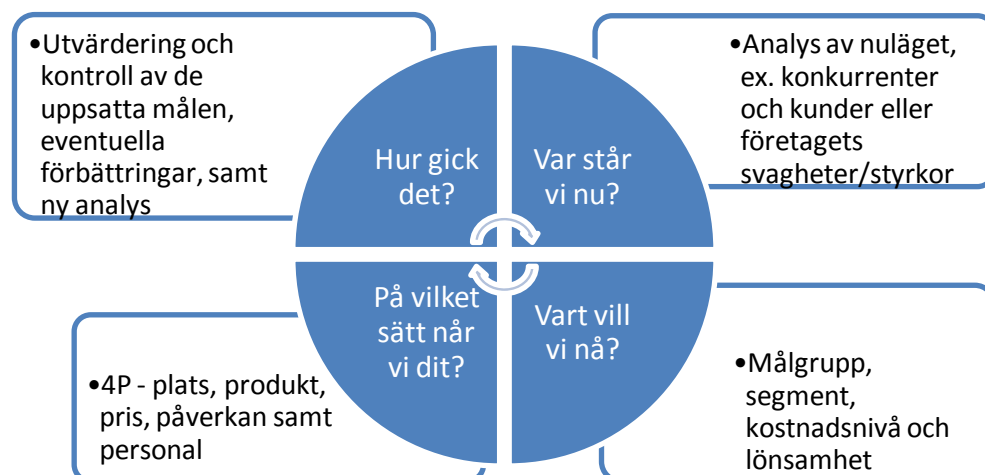 •Utvärdering och
kontroll av de
uppsatta målen,
eventuella
förbättringar, samt
ny analys
Hur gick
det?
Var står
vi nu?
•Analys av nuläget,
ex. konkurrenter
och kunder eller
företagets
svagheter/styrkor
•4P - plats, produkt,
pris, påverkan samt
personal
På vilket
sätt når
vi dit?
Vart vill
vi nå?
•Målgrupp,
segment,
kostnadsnivå och
lönsamhet